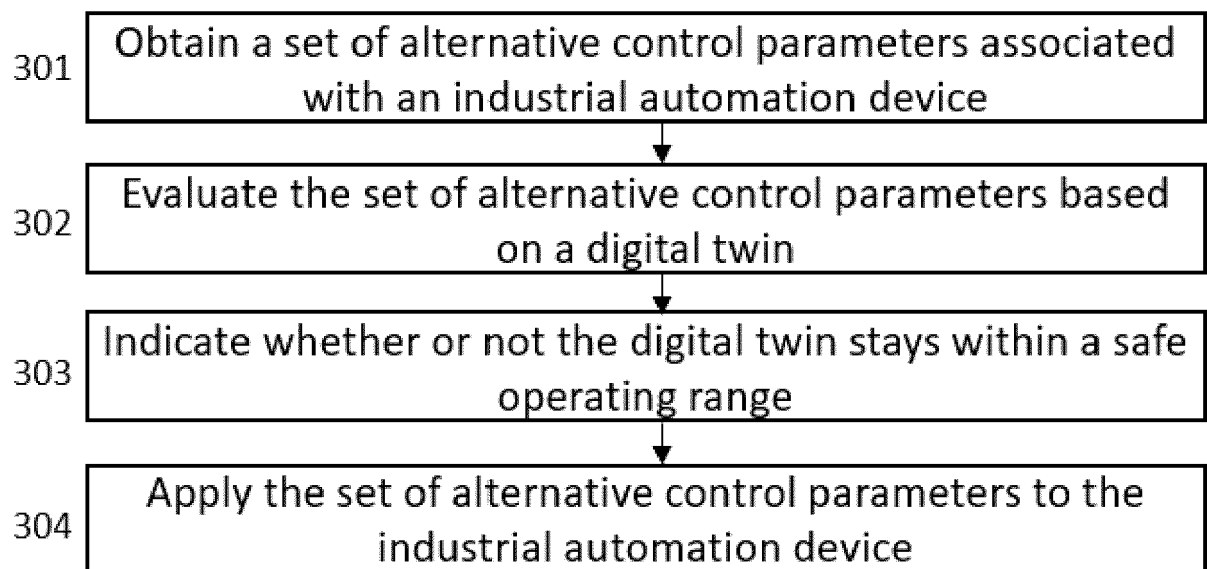 301
Obtain a set of alternative control parameters associated
with an industrial automation device
302
Evaluate the set of alternative control parameters based
on a digital twin
303
Indicate whether or not the digital twin stays within a safe
operating range
304
Apply the set of alternative control parameters to the
industrial automation device